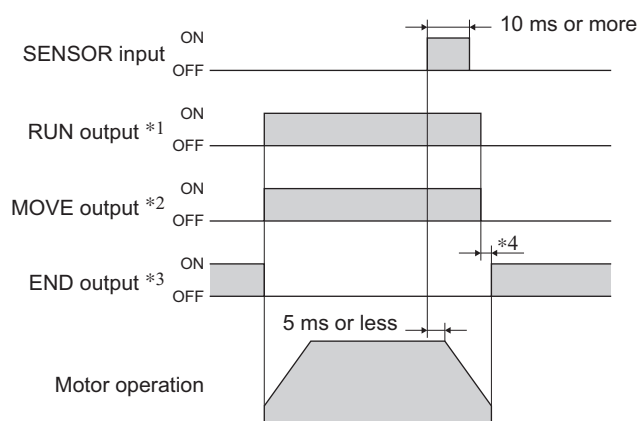 10 ms or more
SENSOR input
ON
OFF
RUN output *1
ON
OFF
MOVE output *2
ON
OFF
*4
END output *3
ON
OFF
5 ms or less
Motor operation